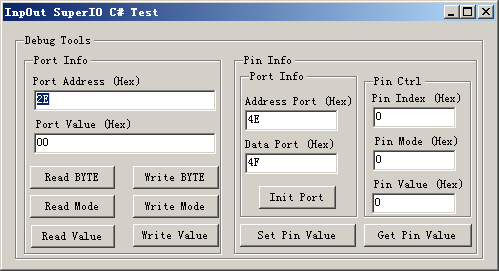 InpOut SuperIO C# Test
Debug Tools
Port Info
Port Address (Hex)
2E
Port Value (Hex)
00
Read BYTE
Write BYTE
Read Mode
Write Mode
Read Value
Write Value
Pin Info
Port Info
Address Port (Hex)
4E
Data Port (Hex)
4F
Init Port
Pin Ctrl
Pin Index (Hex)
0
Pin Mode (Hex)
0
Pin Value (Hex)
0
Set Pin Value
Get Pin Value